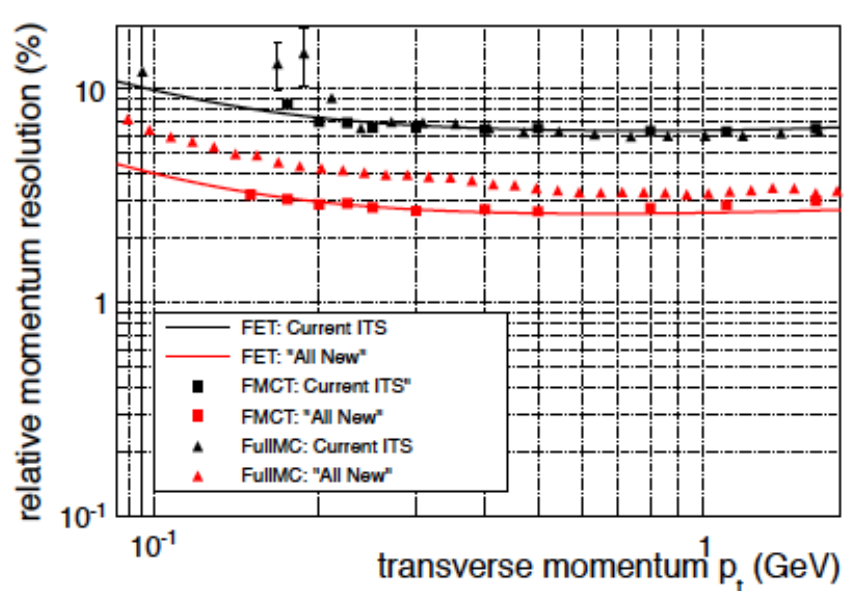 relative momentum resolution (%)
10
1
10-1
FET: Current ITS
FET: "All New"
FMCT: Current ITS"
FMCT: "All New"
FullMC: Current ITS
FullMC: "All New"
10-1
1
transverse momentum pt (GeV)